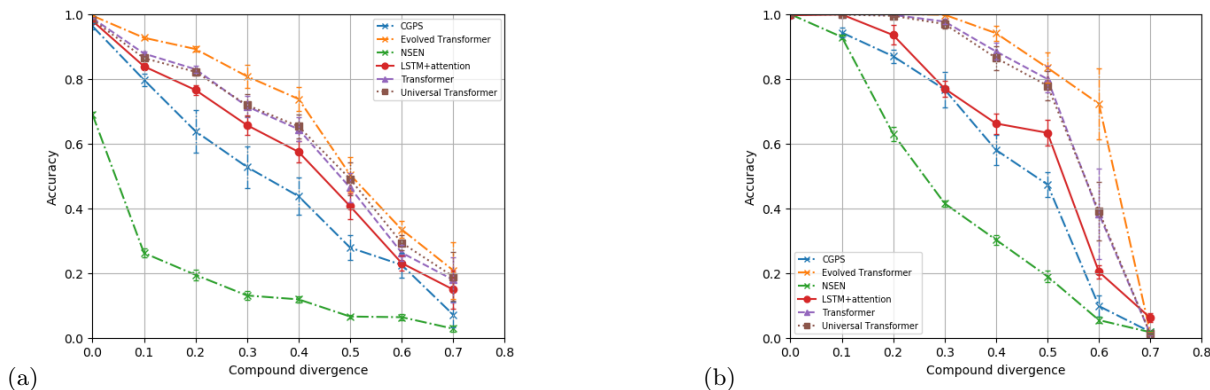 1.0
0.8
0.6
0.4
0.2
0.0
Accuracy
0.0 0.1 0.2 0.3 0.4 0.5 0.6 0.7 0.8
Compound divergence
CGPS
Evolved Transformer
NSEN
LSTM+attention
Transformer
Universal Transformer
(a)
1.0
0.8
0.6
0.4
0.2
0.0
Accuracy
CGPS
Evolved Transformer
NSEN
LSTM+attention
Transformer
Universal Transformer
0.0 0.1 0.2 0.3 0.4 0.5 0.6 0.7 0.8
Compound divergence
(b)